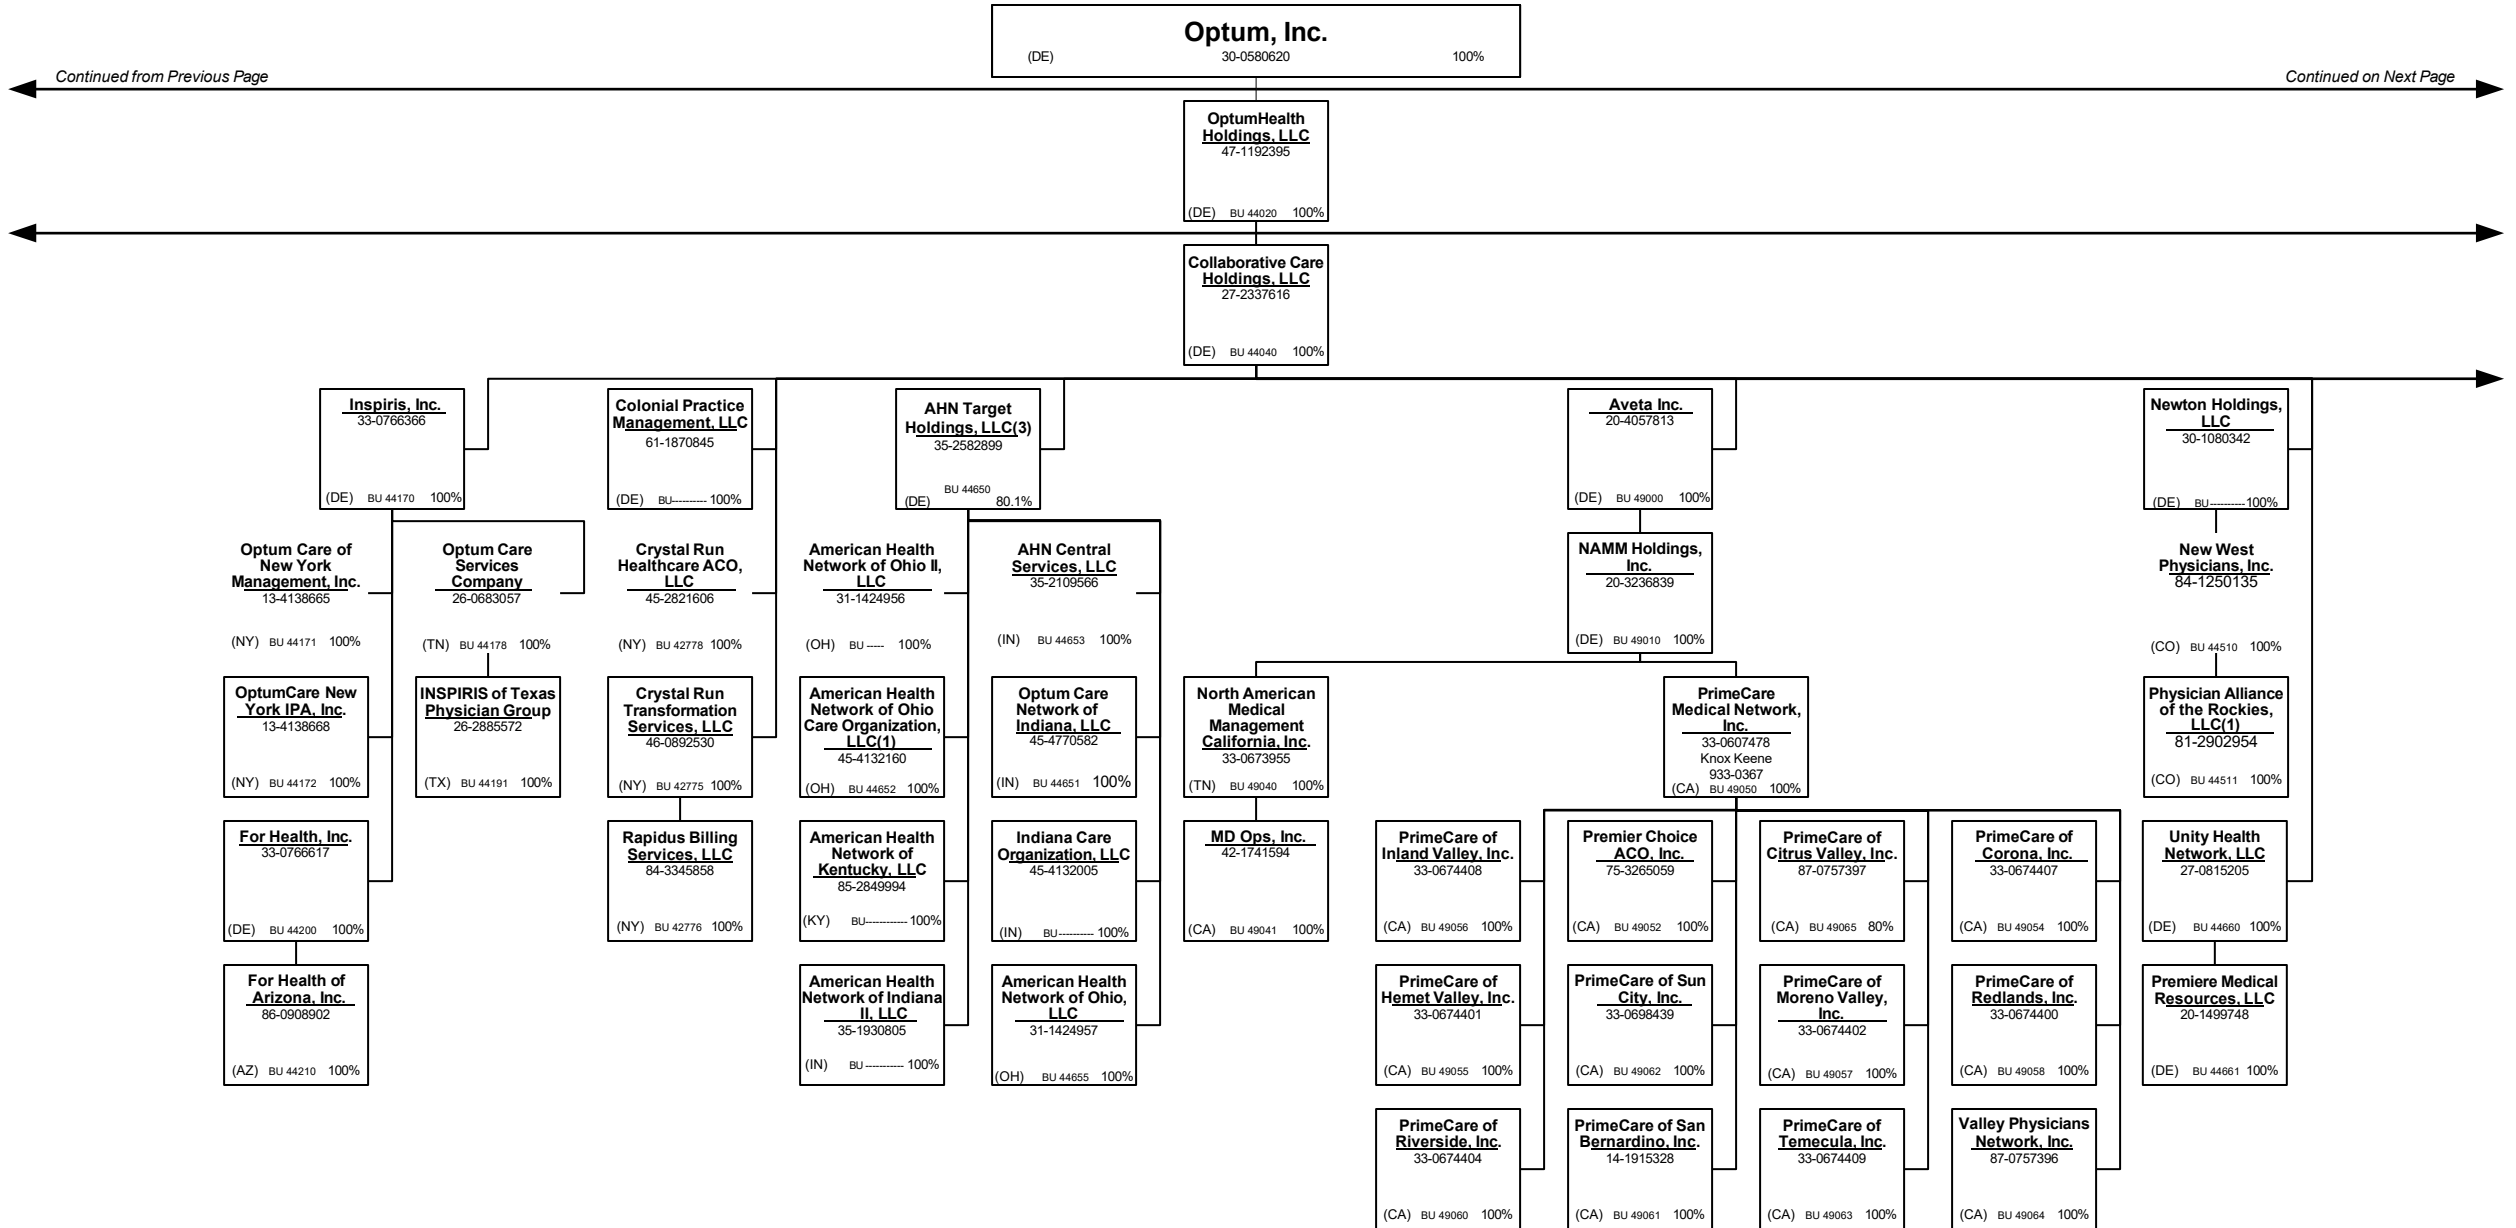 Optum, Inc.
(DE) 30-0580620 100%
Continued from Previous Page
Continued on Next Page
OptumHealth
Holdings, LLC
47-1192395
(DE) BU 44020 100%
Collaborative Care
Holdings, LLC
27-2337616
(DE) BU 44040 100%
Inspiris, Inc.
33-0766366
(DE) BU 44170 100%
Colonial Practice
Management, LLC
61-1870845
(DE) BU---------- 100%
AHN Target
Holdings, LLC(3)
35-2582899
BU 44650
(DE) 80.1%
Aveta Inc.
20-4057813
(DE) BU 49000 100%
Newton Holdings,
LLC
30-1080342
(DE) BU----------100%
Optum Care of
New York
Management, Inc.
13-4138665
(NY) BU 44171 100%
Optum Care
Services
Company
26-0683057
(TN) BU 44178 100%
Crystal Run
Healthcare ACO,
LLC
45-2821606
(NY) BU 42778 100%
American Health
Network of Ohio II,
LLC
31-1424956
(OH) BU ----- 100%
AHN Central
Services, LLC
35-2109566
(IN) BU 44653 100%
NAMM Holdings,
Inc.
20-3236839
(DE) BU 49010 100%
New West
Physicians, Inc.
84-1250135
(CO) BU 44510 100%
OptumCare New
York IPA, Inc.
13-4138668
(NY) BU 44172 100%
INSPIRIS of Texas
Physician Group
26-2885572
(TX) BU 44191 100%
Crystal Run
Transformation
Services, LLC
46-0892530
(NY) BU 42775 100%
American Health
Network of Ohio
Care Organization,
LLC(1)
45-4132160
(OH) BU 44652 100%
Optum Care
Network of
Indiana, LLC
45-4770582
(IN) BU 44651 100%
North American
Medical
Management
California, Inc.
33-0673955
(TN) BU 49040 100%
PrimeCare
Medical Network,
Inc.
33-0607478
Knox Keene
933-0367
(CA) BU 49050 100%
Physician Alliance
of the Rockies,
LLC(1)
81-2902954
(CO) BU 44511 100%
For Health, Inc.
33-0766617
(DE) BU 44200 100%
Rapidus Billing
Services, LLC
84-3345858
(NY) BU 42776 100%
American Health
Network of
Kentucky, LLC
85-2849994
(KY) BU------------ 100%
Indiana Care
Organization, LLC
45-4132005
(IN) BU---------- 100%
MD Ops, Inc.
42-1741594
(CA) BU 49041 100%
PrimeCare of
Inland Valley, Inc.
33-0674408
(CA) BU 49056 100%
Premier Choice
ACO, Inc.
75-3265059
(CA) BU 49052 100%
PrimeCare of
Citrus Valley, Inc.
87-0757397
(CA) BU 49065 80%
PrimeCare of
Corona, Inc.
33-0674407
(CA) BU 49054 100%
Unity Health
Network, LLC
27-0815205
(DE) BU 44660 100%
For Health of
Arizona, Inc.
86-0908902
(AZ) BU 44210 100%
American Health
Network of Indiana
II, LLC
35-1930805
(IN) BU ----------- 100%
American Health
Network of Ohio,
LLC
31-1424957
(OH) BU 44655 100%
PrimeCare of
Hemet Valley, Inc.
33-0674401
(CA) BU 49055 100%
PrimeCare of Sun
City, Inc.
33-0698439
(CA) BU 49062 100%
PrimeCare of
Moreno Valley,
Inc.
33-0674402
(CA) BU 49057 100%
PrimeCare of
Redlands, Inc.
33-0674400
(CA) BU 49058 100%
Premiere Medical
Resources, LLC
20-1499748
(DE) BU 44661 100%
PrimeCare of
Riverside, Inc.
33-0674404
(CA) BU 49060 100%
PrimeCare of San
Bernardino, Inc.
14-1915328
(CA) BU 49061 100%
PrimeCare of
Temecula, Inc.
33-0674409
(CA) BU 49063 100%
Valley Physicians
Network, Inc.
87-0757396
(CA) BU 49064 100%